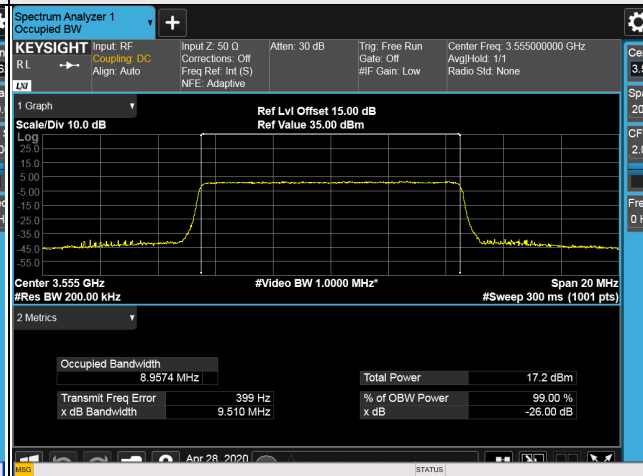 Spectrum Analyzer 1
Occupied BW
KEYSIGHT
RL
LXI
Input: RF
Coupling: DC
Align: Auto
Input Z: 50 Ω
Corrections: Off
Freq Ref: Int (S)
NFE: Adaptive
Atten: 30 dB
Trig: Free Run
Gate: Off
#IF Gain: Low
Center Freq: 3.555000000 GHz
Avg|Hold: 1/1
Radio Std: None
1 Graph
Scale/Div 10.0 dB
Ref Lvl Offset 15.00 dB
Ref Value 35.00 dBm
Log
25.0
15.0
5.00
-5.00
-15.0
-25.0
-35.0
-45.0
-55.0
Center 3.555 GHz
#Res BW 200.00 kHz
#Video BW 1.0000 MHz*
Span 20 MHz
#Sweep 300 ms (1001 pts)
2 Metrics
Occupied Bandwidth
8.9574 MHz
Total Power 17.2 dBm
Transmit Freq Error 399 Hz
% of OBW Power 99.00 %
x dB Bandwidth 9.510 MHz
x dB -26.00 dB
Apr 28, 2020
MSG
STATUS